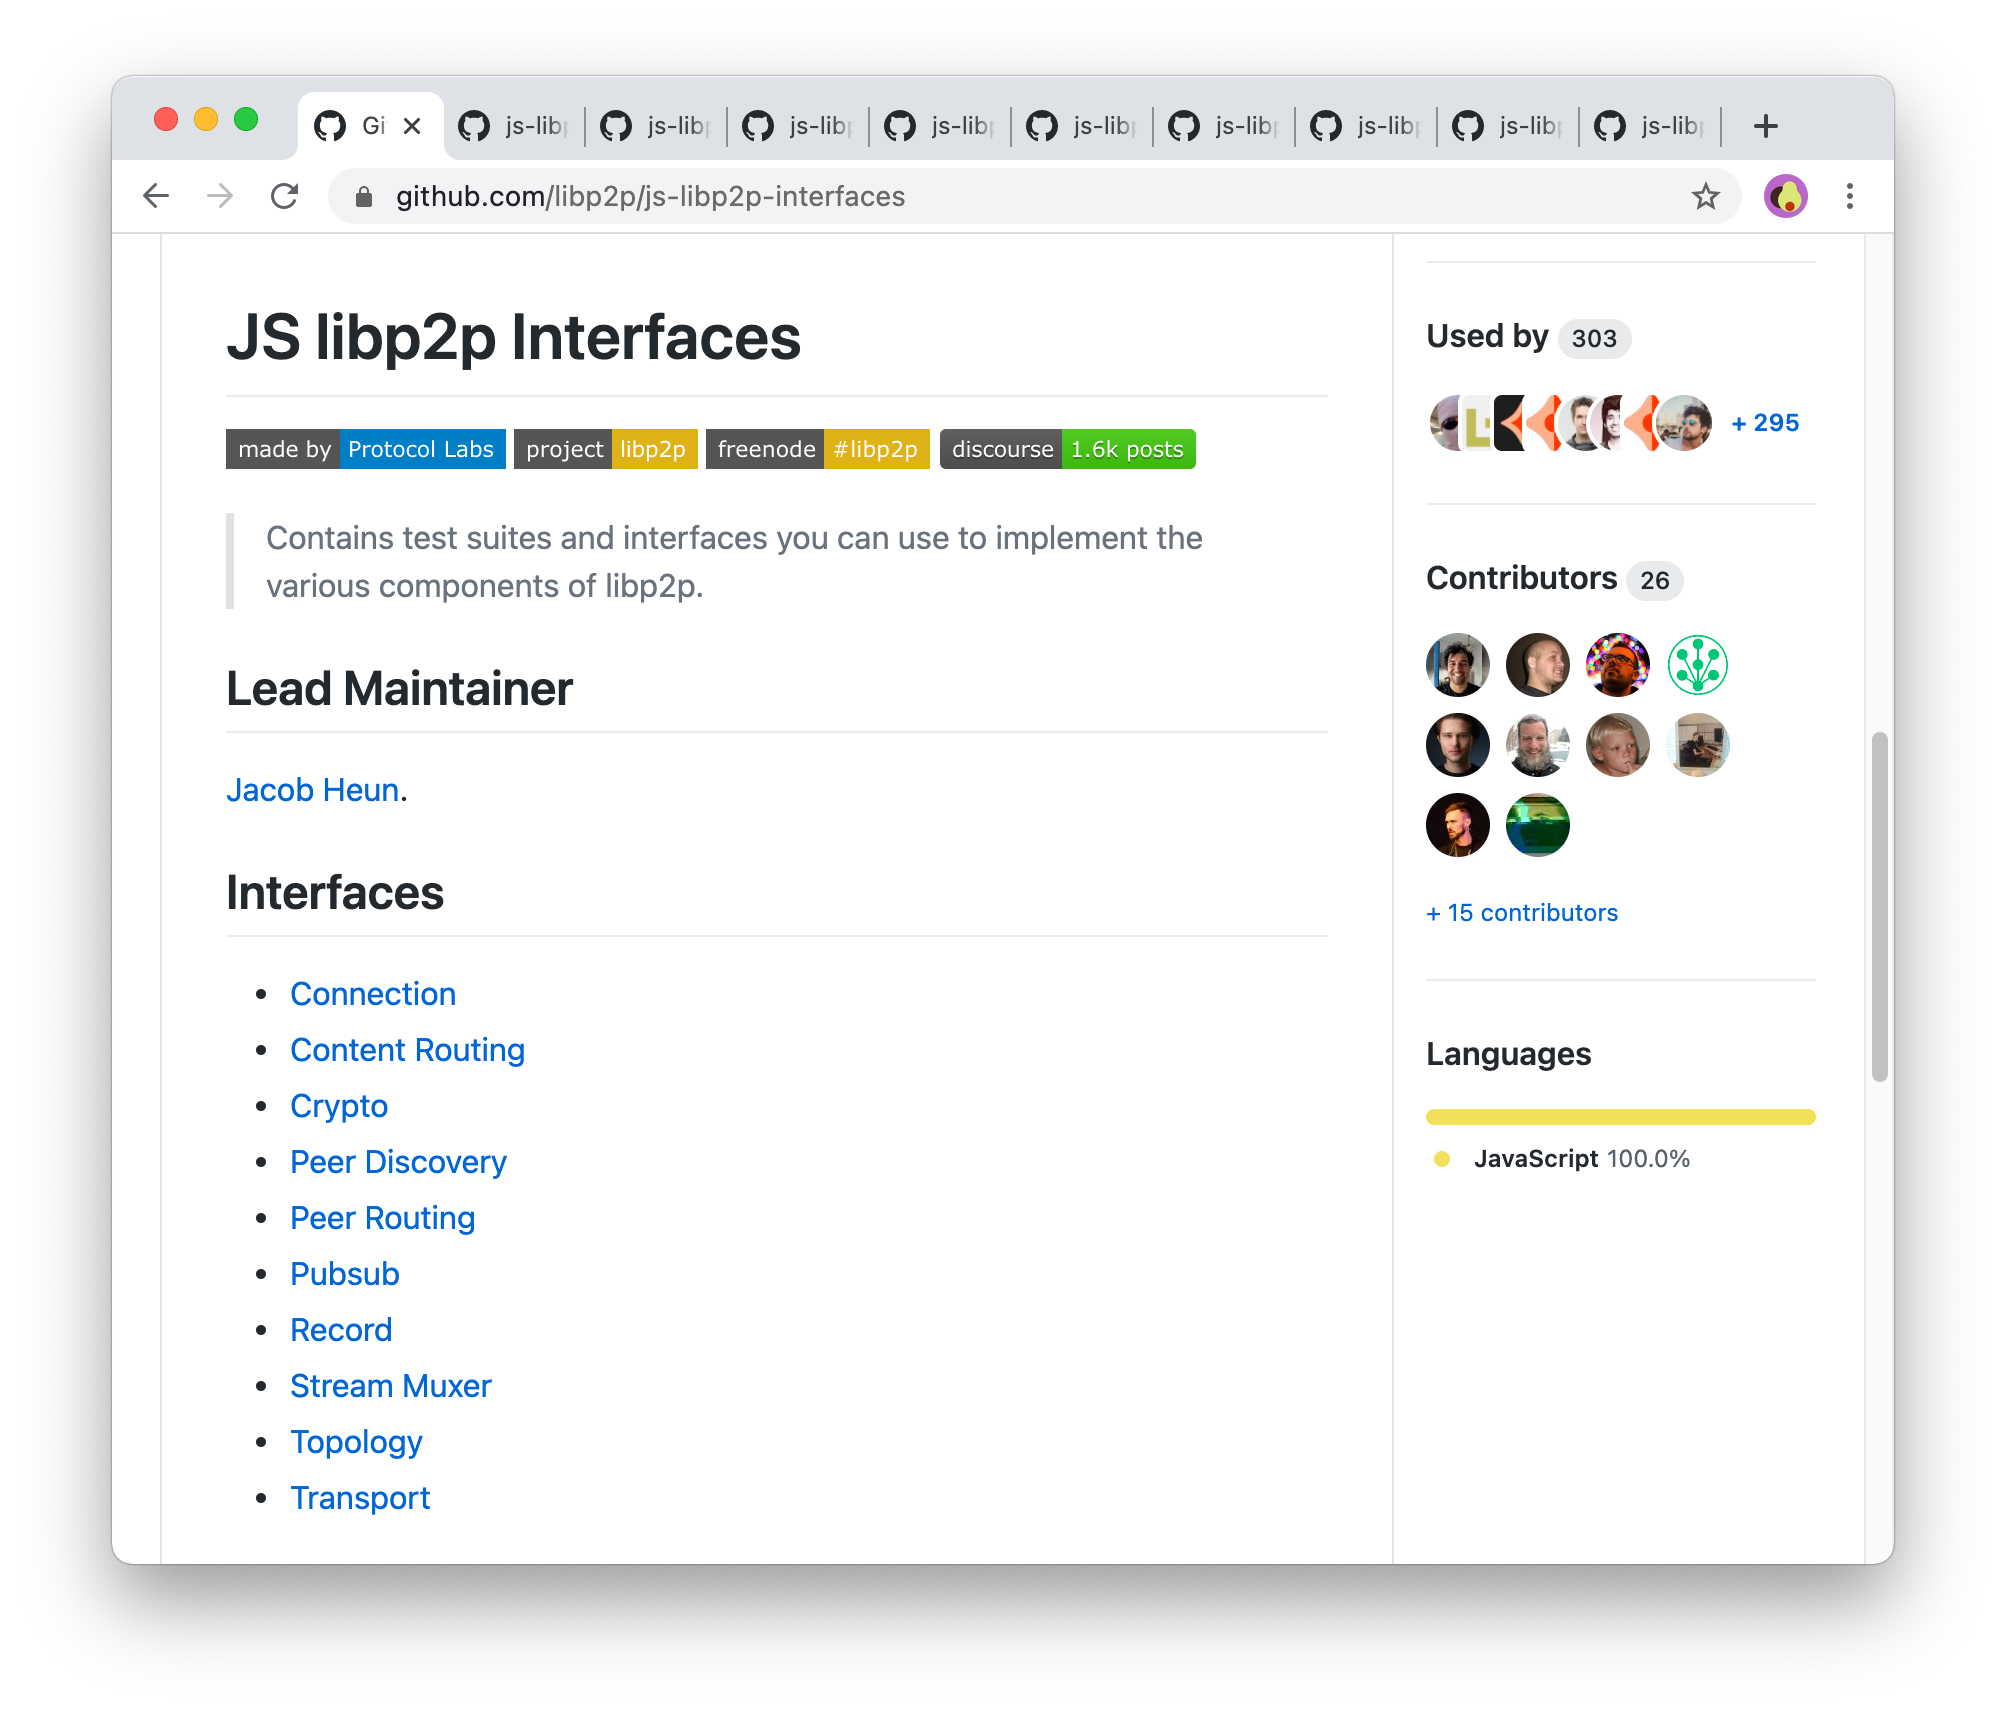 Gi js-lib js-lib js-lib js-lib js-lib js-lib js-lib js-lib js-lib
github.com/libp2p/js-libp2p-interfaces
JS libp2p Interfaces
made by Protocol Labs project libp2p freenode #libp2p discourse 1.6k posts
Contains test suites and interfaces you can use to implement the
various components of libp2p.
Lead Maintainer
Jacob Heun.
Interfaces
Connection
Content Routing
Crypto
Peer Discovery
Peer Routing
Pubsub
Record
Stream Muxer
Topology
Transport
Used by 303
+ 295
Contributors 26
+ 15 contributors
Languages
JavaScript 100.0%